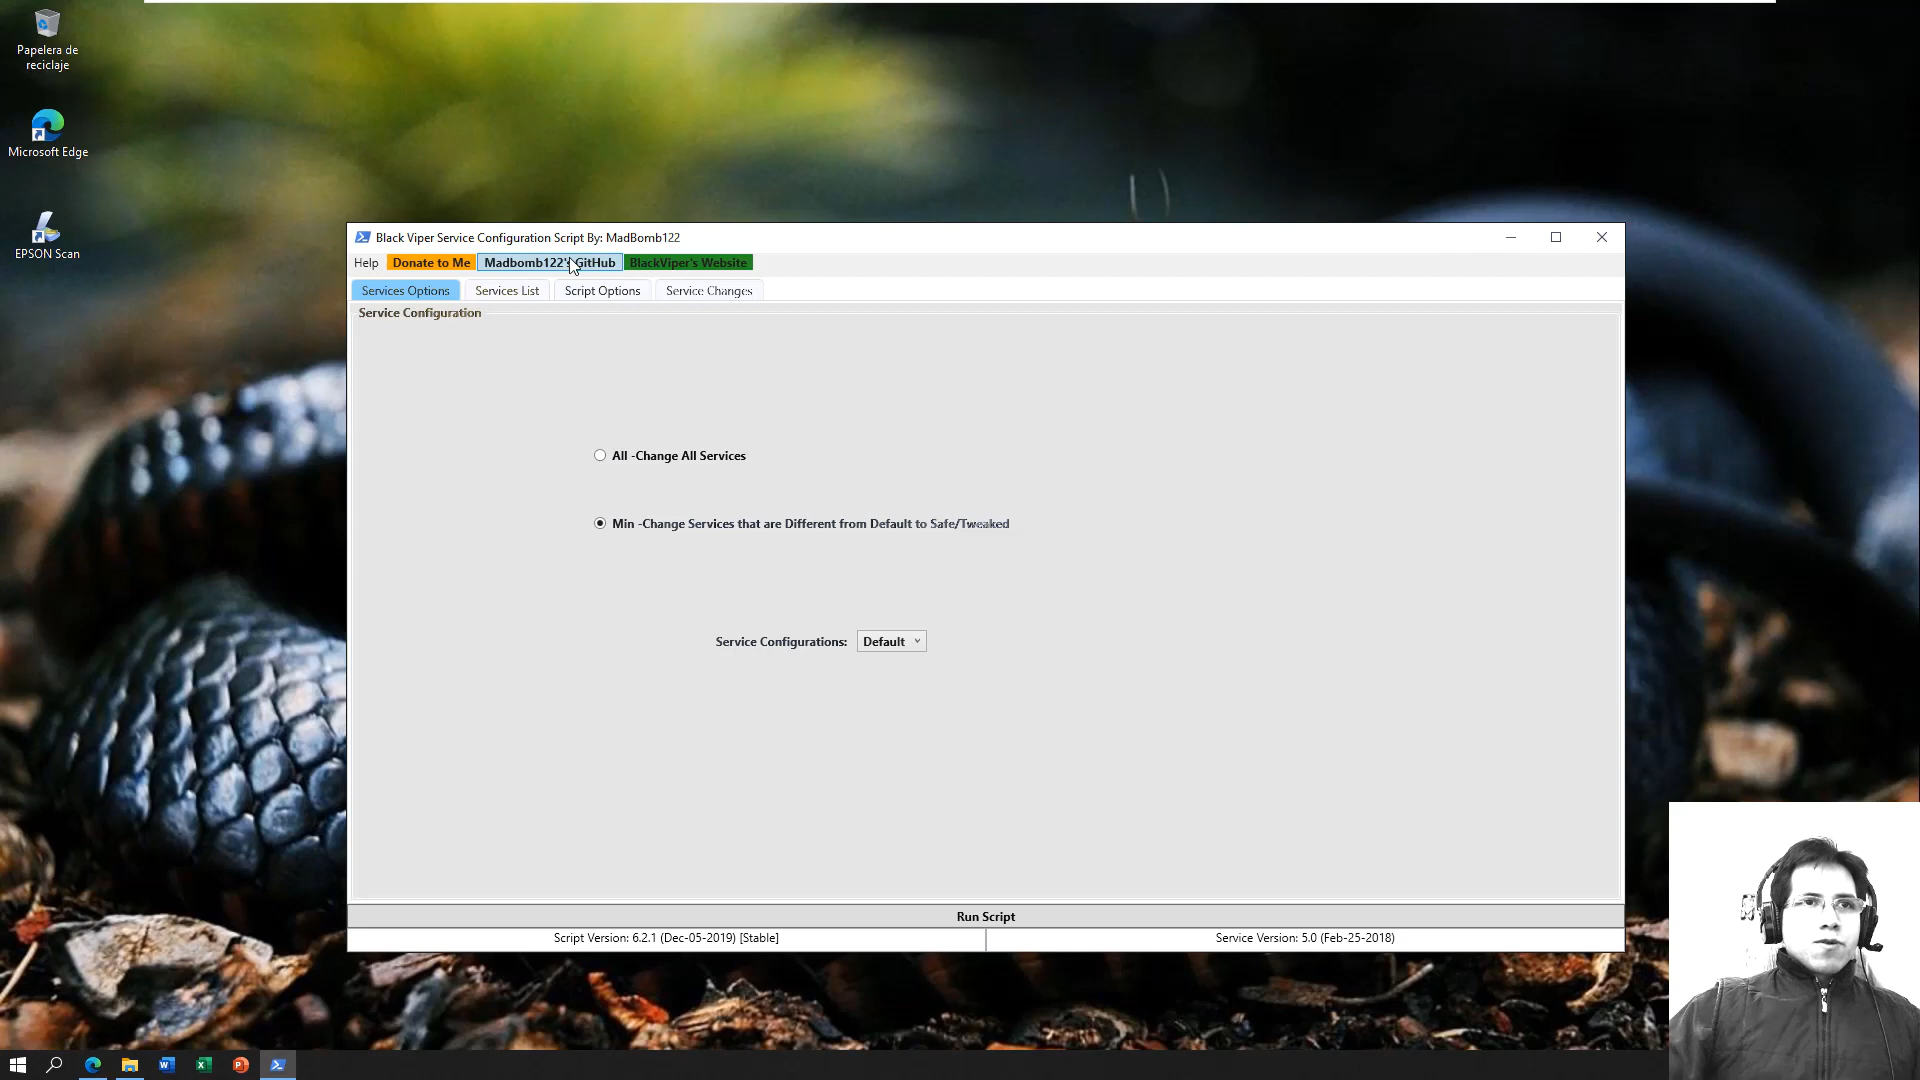 Papelera de
reciclaje
Microsoft Edge
EPSON Scan
Black Viper Service Configuration Script By: MadBomb122
Help Donate to Me Madbomb122's GitHub BlackViper's Website
Services Options Services List Script Options Service Changes
Service Configuration
All -Change All Services
Min -Change Services that are Different from Default to Safe/Tweaked
Service Configurations: Default
Run Script
Script Version: 6.2.1 (Dec-05-2019) [Stable] Service Version: 5.0 (Feb-25-2018)